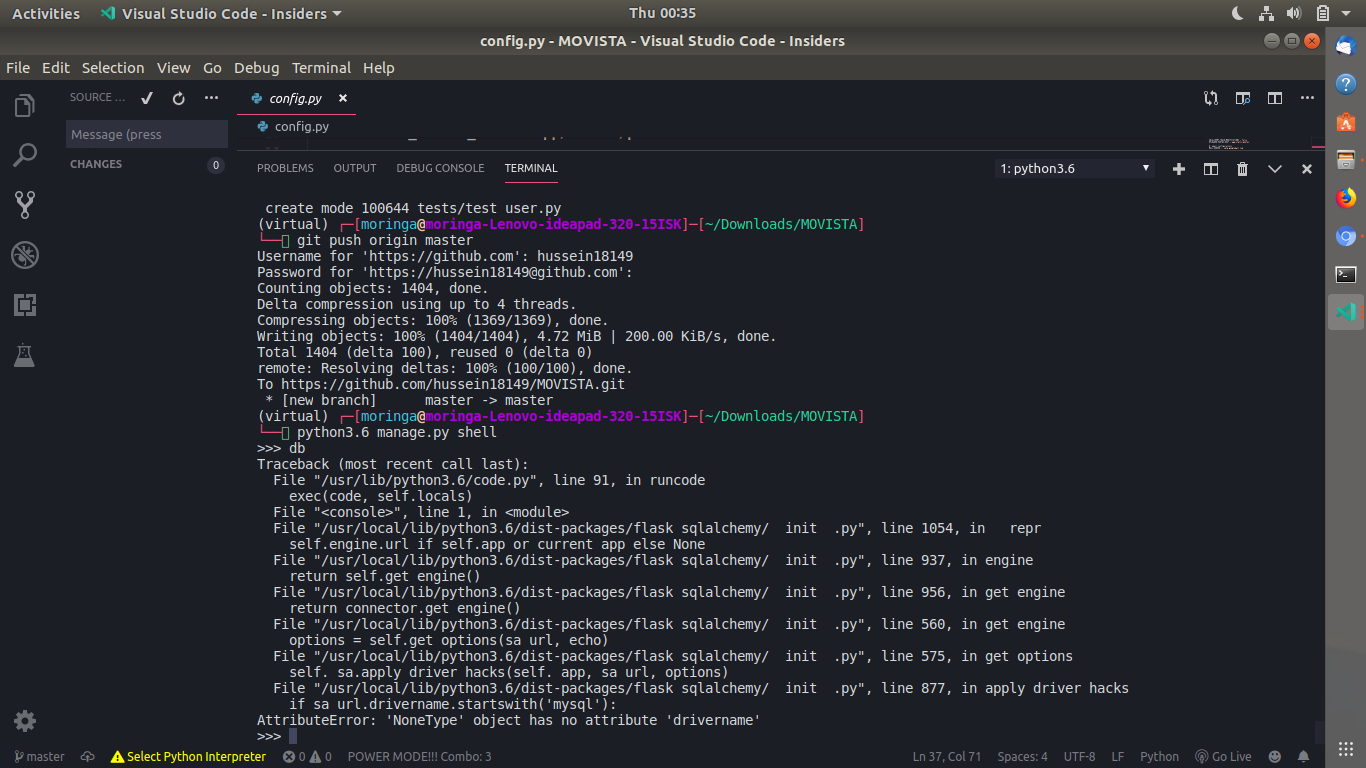 Activities Visual Studio Code - Insiders Thu 00:35
config.py - MOVISTA - Visual Studio Code - Insiders
File Edit Selection View Go Debug Terminal Help
SOURCE ... config.py
Message (press config.py
CHANGES 0
PROBLEMS OUTPUT DEBUG CONSOLE TERMINAL 1: python3.6
create mode 100644 tests/test user.py
(virtual) ┌─[moringa@moringa-Lenovo-ideapad-320-15ISK]─[~/Downloads/MOVISTA]
└──▯ git push origin master
Username for 'https://github.com': hussein18149
Password for 'https://hussein18149@github.com':
Counting objects: 1404, done.
Delta compression using up to 4 threads.
Compressing objects: 100% (1369/1369), done.
Writing objects: 100% (1404/1404), 4.72 MiB | 200.00 KiB/s, done.
Total 1404 (delta 100), reused 0 (delta 0)
remote: Resolving deltas: 100% (100/100), done.
To https://github.com/hussein18149/MOVISTA.git
* [new branch] master -> master
(virtual) ┌─[moringa@moringa-Lenovo-ideapad-320-15ISK]─[~/Downloads/MOVISTA]
└──▯ python3.6 manage.py shell
>>> db
Traceback (most recent call last):
File "/usr/lib/python3.6/code.py", line 91, in runcode
exec(code, self.locals)
File "<console>", line 1, in <module>
File "/usr/local/lib/python3.6/dist-packages/flask sqlalchemy/ init .py", line 1054, in repr
self.engine.url if self.app or current app else None
File "/usr/local/lib/python3.6/dist-packages/flask sqlalchemy/ init .py", line 937, in engine
return self.get engine()
File "/usr/local/lib/python3.6/dist-packages/flask sqlalchemy/ init .py", line 956, in get engine
return connector.get engine()
File "/usr/local/lib/python3.6/dist-packages/flask sqlalchemy/ init .py", line 560, in get engine
options = self.get options(sa url, echo)
File "/usr/local/lib/python3.6/dist-packages/flask sqlalchemy/ init .py", line 575, in get options
self. sa.apply driver hacks(self. app, sa url, options)
File "/usr/local/lib/python3.6/dist-packages/flask sqlalchemy/ init .py", line 877, in apply driver hacks
if sa url.drivername.startswith('mysql'):
AttributeError: 'NoneType' object has no attribute 'drivername'
>>>
master Select Python Interpreter 0 0 POWER MODE!!! Combo: 3 Ln 37, Col 71 Spaces: 4 UTF-8 LF Python Go Live